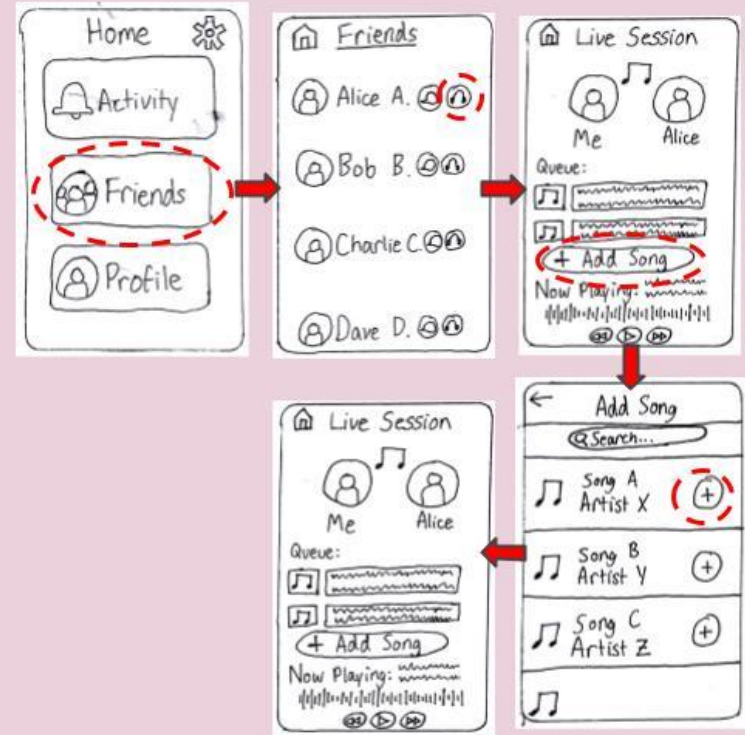 Home
Activity
Friends
Profile
Friends
Alice A.
Bob B.
Charlie C.
Dave D.
Live Session
Me
Alice
Queue:
+ Add Song
Now Playing:
Add Song
Search...
Song A
Artist X
Song B
Artist Y
Song C
Artist Z
Live Session
Me
Alice
Queue:
+ Add Song
Now Playing: